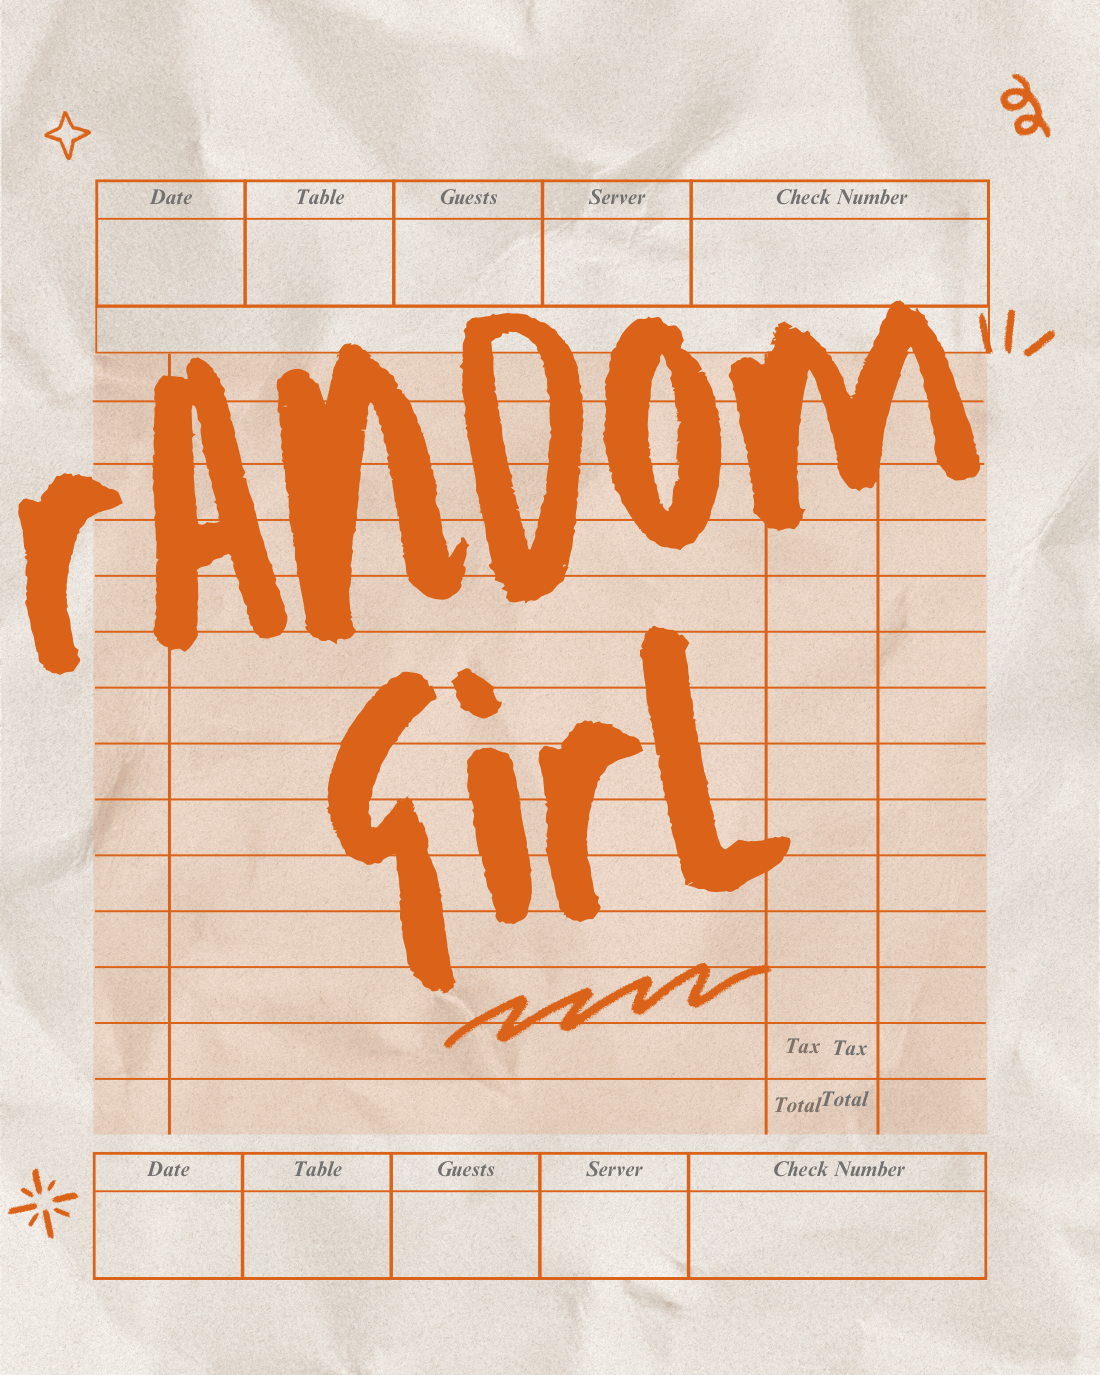 Date Table Guests Server Check Number
rANDOm
GirL
Tax Tax
Total Total
Date Table Guests Server Check Number